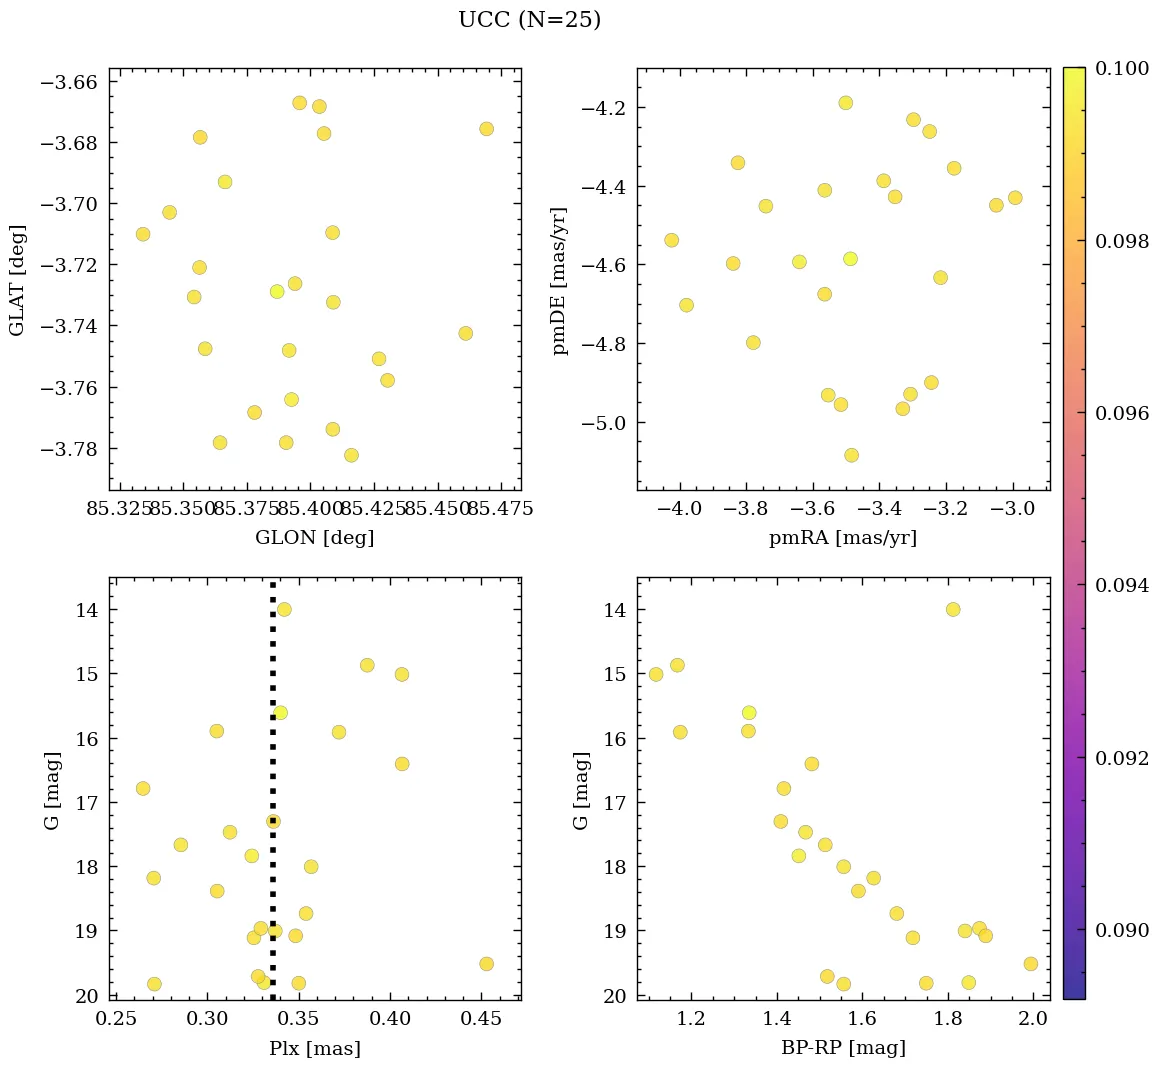 UCC (N=25)
−3.66
−3.68
−3.70
−3.72
−3.74
−3.76
−3.78
GLAT [deg]
85.325 85.350 85.375 85.400 85.425 85.450 85.475
GLON [deg]
−4.2
−4.4
−4.6
−4.8
−5.0
pmDE [mas/yr]
−4.0 −3.8 −3.6 −3.4 −3.2 −3.0
pmRA [mas/yr]
0.100
0.098
0.096
0.094
0.092
0.090
14
15
16
17
18
19
20
G [mag]
0.25 0.30 0.35 0.40 0.45
Plx [mas]
14
15
16
17
18
19
20
G [mag]
1.2 1.4 1.6 1.8 2.0
BP-RP [mag]